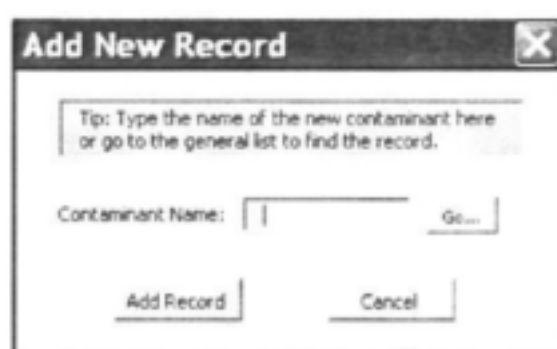 Add New Record
Tip: Type the name of the new contaminant here
or go to the general list to find the record.
Contaminant Name:
Go...
Add Record
Cancel